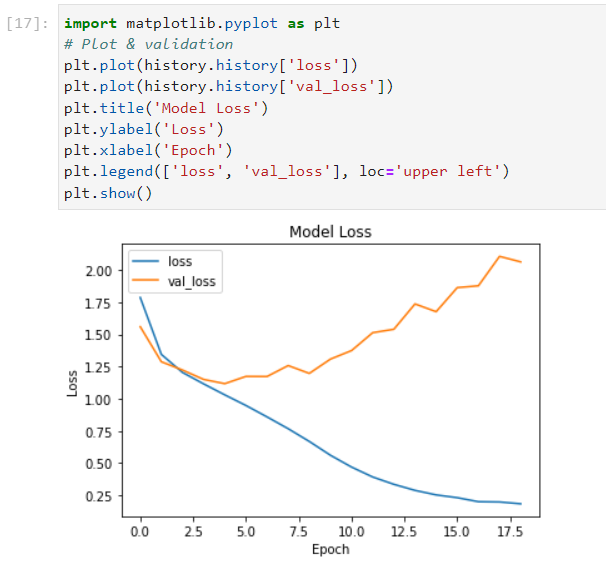 [17]: import matplotlib.pyplot as plt
# Plot & validation
plt.plot(history.history['loss'])
plt.plot(history.history['val_loss'])
plt.title('Model Loss')
plt.ylabel('Loss')
plt.xlabel('Epoch')
plt.legend(['loss', 'val_loss'], loc='upper left')
plt.show()
Model Loss
loss
val_loss
2.00
1.75
1.50
1.25
1.00
0.75
0.50
0.25
Loss
0.0 2.5 5.0 7.5 10.0 12.5 15.0 17.5
Epoch